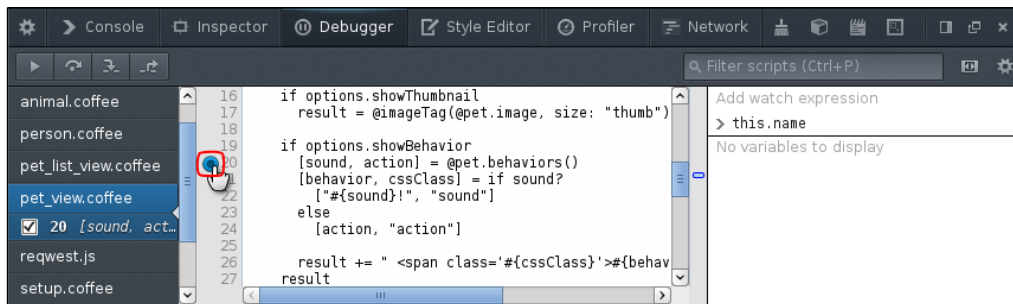 Console Inspector Debugger Style Editor Profiler Network
Filter scripts (Ctrl+P)
animal.coffee
person.coffee
pet_list_view.coffee
pet_view.coffee
20 [sound, act…
reqwest.js
setup.coffee
16 if options.showThumbnail
17 result = @imageTag(@pet.image, size: "thumb")
18
19 if options.showBehavior
20 [sound, action] = @pet.behaviors()
21 [behavior, cssClass] = if sound?
22 ["#{sound}!", "sound"]
23 else
24 [action, "action"]
25
26 result += " <span class='#{cssClass}'>#{behav
27 result
Add watch expression
this.name
No variables to display